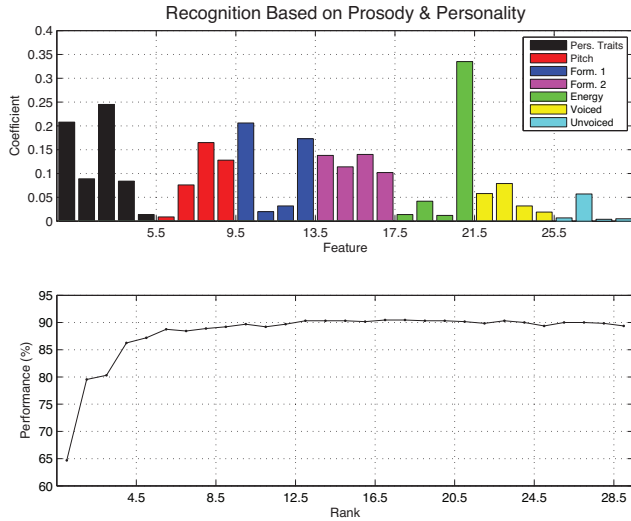 Recognition Based on Prosody & Personality
0.4
0.35
0.3
0.25
0.2
0.15
0.1
0.05
0
Coefficient
Pers. Traits
Pitch
Form. 1
Form. 2
Energy
Voiced
Unvoiced
5.5 9.5 13.5 17.5 21.5 25.5
Feature
95
90
85
80
75
70
65
60
Performance (%)
4.5 8.5 12.5 16.5 20.5 24.5 28.5
Rank